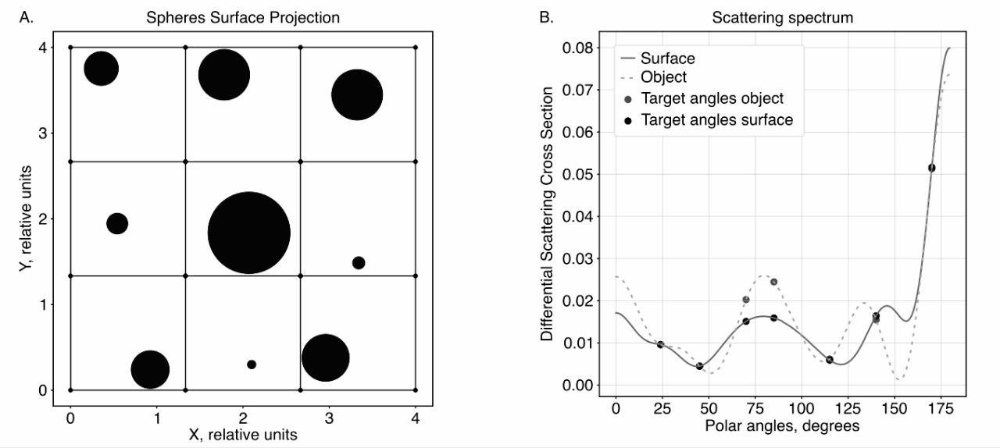 A.
Spheres Surface Projection
4
3
2
1
0
Y, relative units
0 1 2 3 4
X, relative units
B.
Scattering spectrum
0.08
0.07
0.06
0.05
0.04
0.03
0.02
0.01
0.00
Differential Scattering Cross Section
Surface
Object
Target angles object
Target angles surface
0 25 50 75 100 125 150 175
Polar angles, degrees